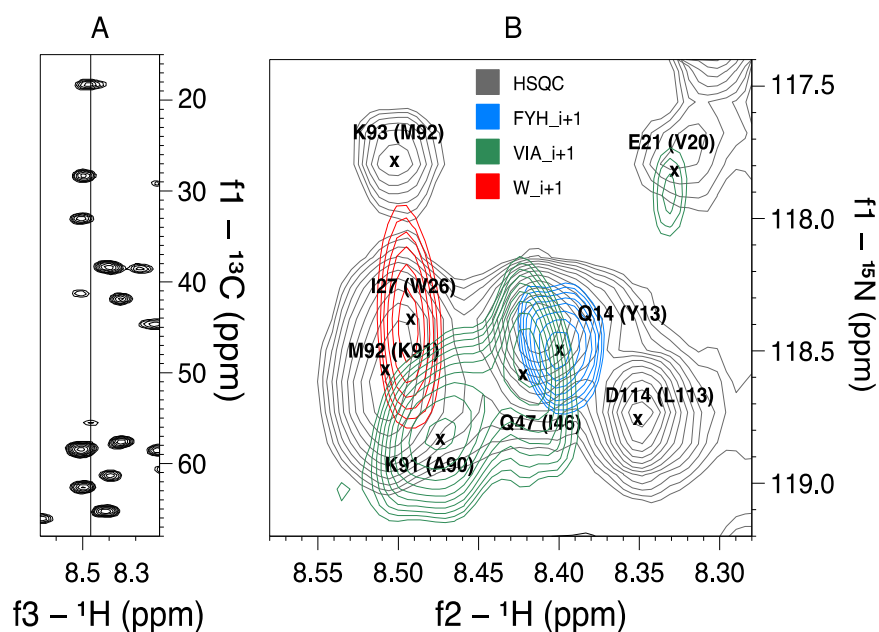 A
B
20
30
40
50
60
f1 – ¹³C (ppm)
8.5
8.3
f3 – ¹H (ppm)
HSQC
FYH_i+1
VIA_i+1
W_i+1
K93 (M92)
E21 (V20)
I27 (W26)
Q14 (Y13)
M92 (K91)
D114 (L113)
Q47 (I46)
K91 (A90)
x
x
x
x
x
x
x
x
117.5
118.0
118.5
119.0
f1 – ¹⁵N (ppm)
8.55
8.50
8.45
8.40
8.35
8.30
f2 – ¹H (ppm)